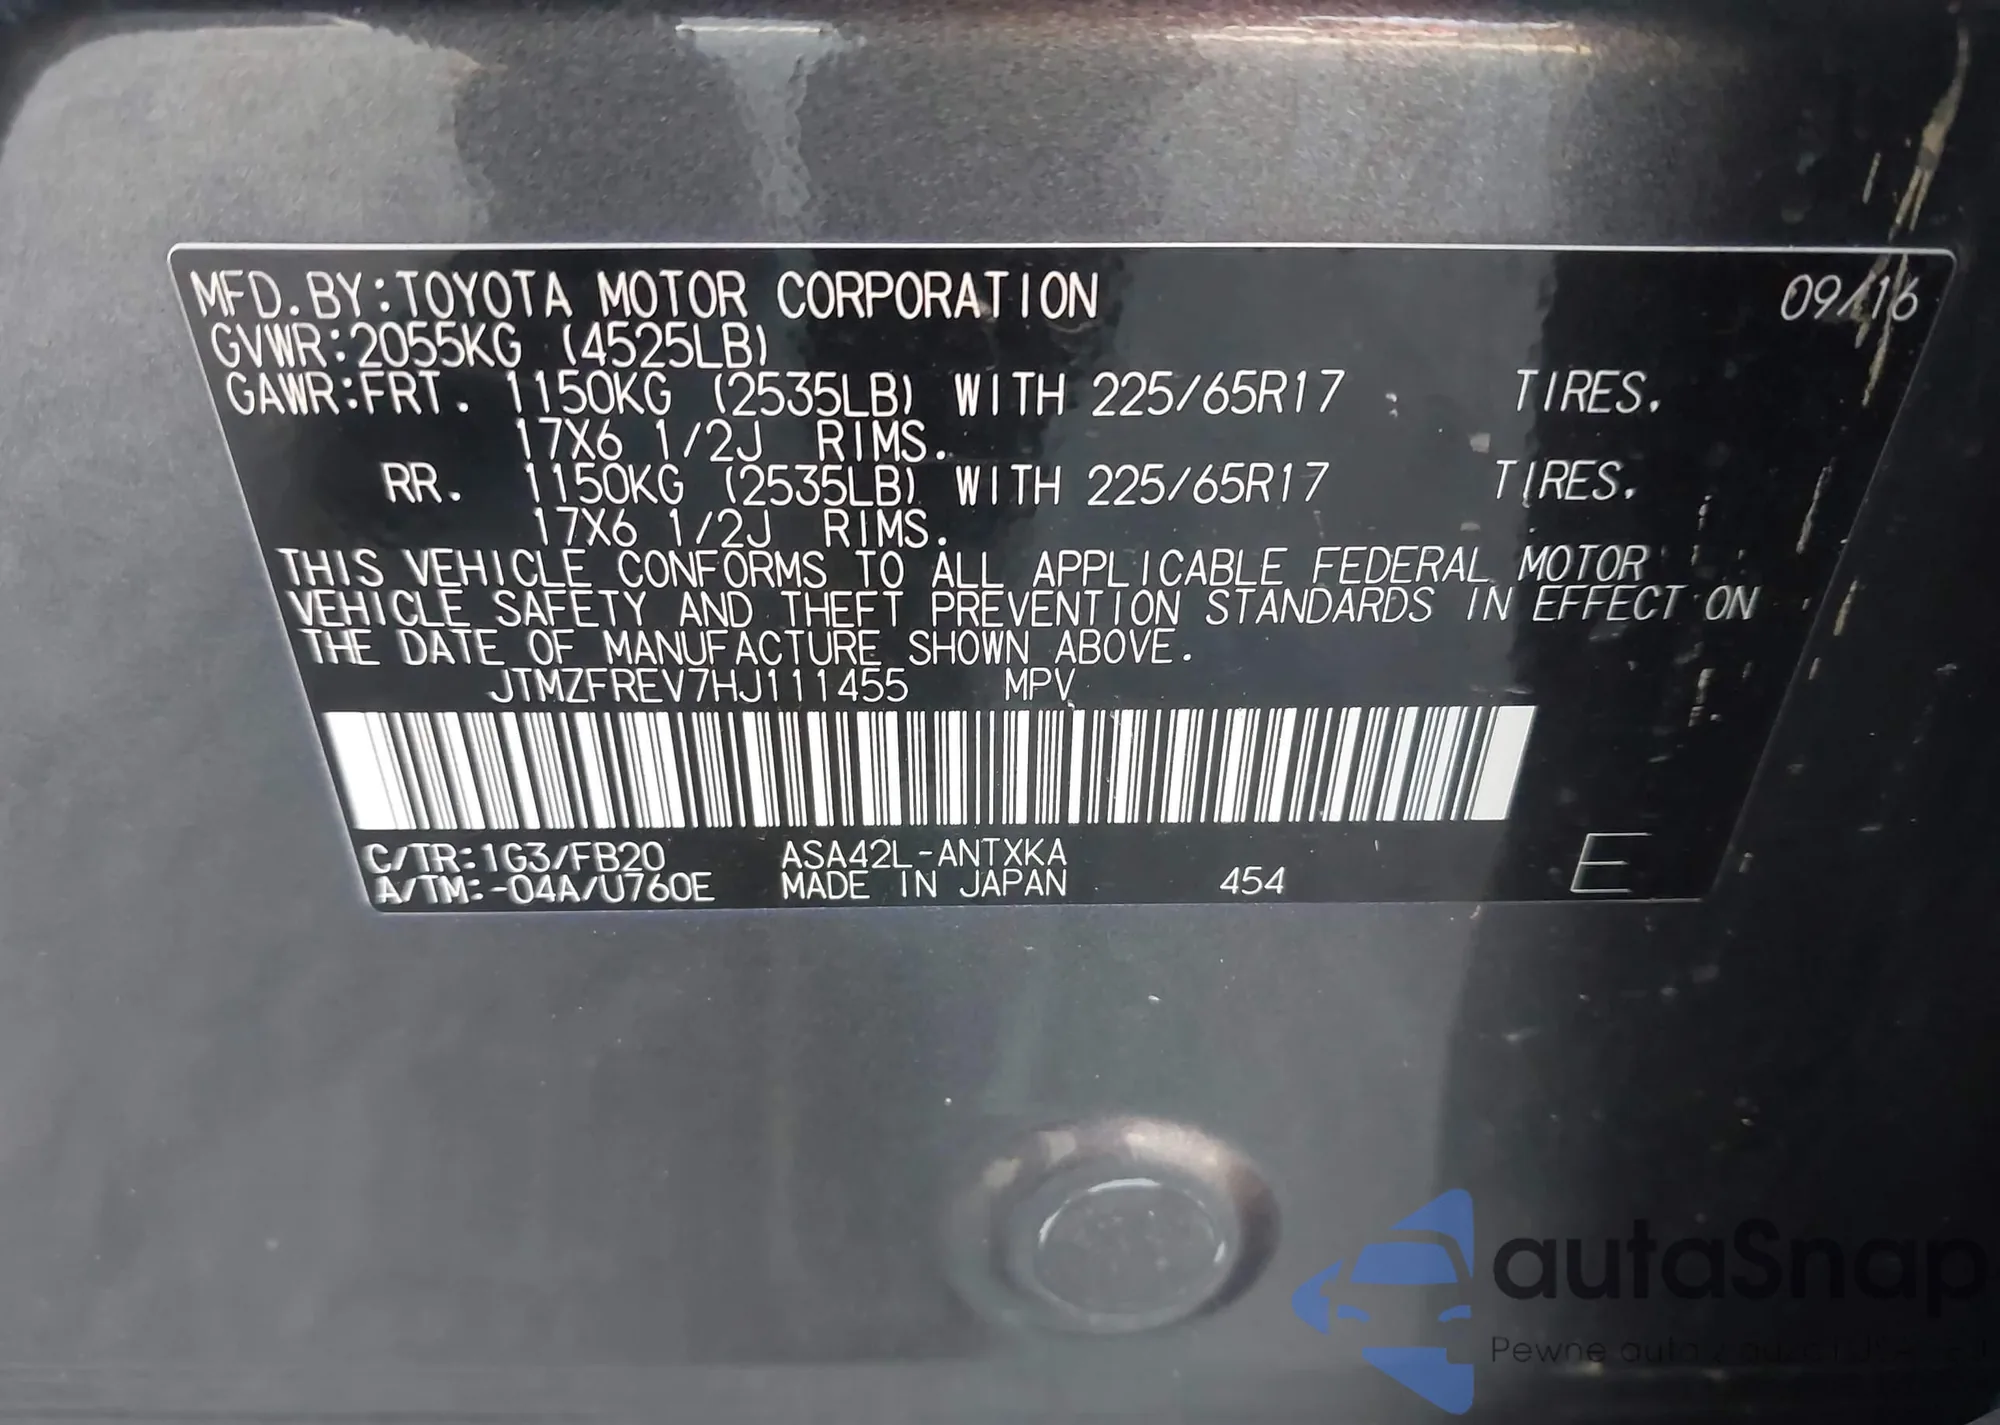 MFD.BY:TOYOTA MOTOR CORPORATION 09/16
GVWR:2055KG (4525LB)
GAWR:FRT. 1150KG (2535LB) WITH 225/65R17 TIRES.
17X6 1/2J RIMS.
RR. 1150KG (2535LB) WITH 225/65R17 TIRES.
17X6 1/2J RIMS.
THIS VEHICLE CONFORMS TO ALL APPLICABLE FEDERAL MOTOR
VEHICLE SAFETY AND THEFT PREVENTION STANDARDS IN EFFECT ON
THE DATE OF MANUFACTURE SHOWN ABOVE.
JTMZFREV7HJ111455 MPV
C/TR:1G3/FB20 ASA42L-ANTXKA
A/TM:-04A/U760E MADE IN JAPAN 454 E
autaSnap
Pewne auta z